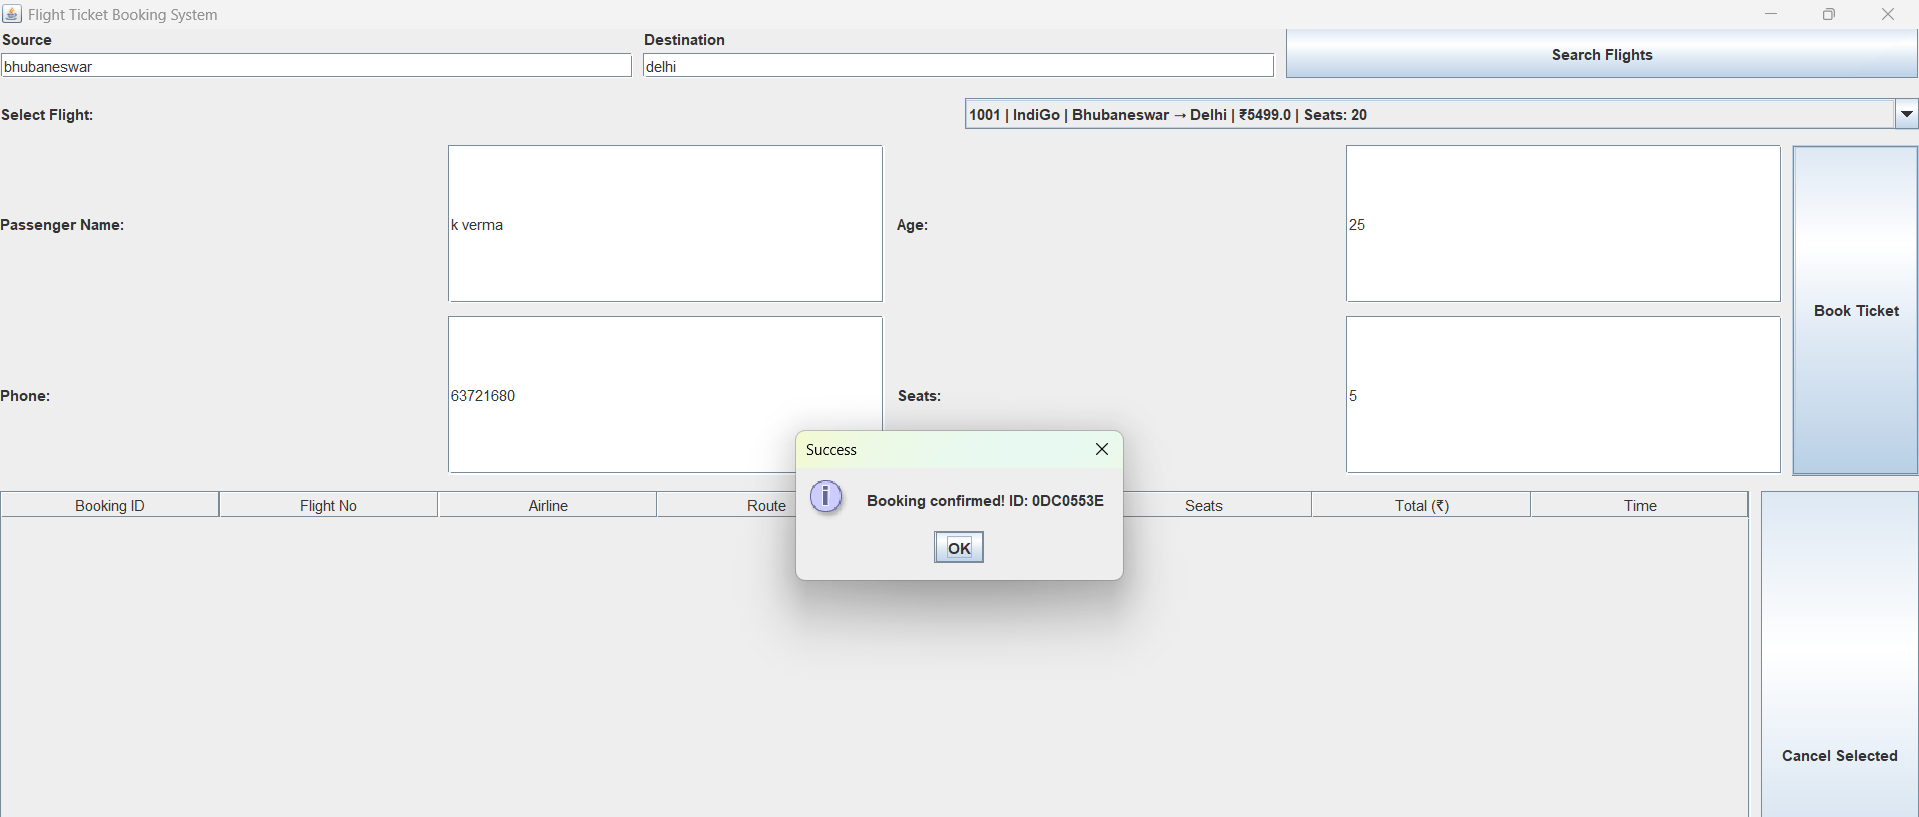 Flight Ticket Booking System
Source
Destination
bhubaneswar
delhi
Search Flights
Select Flight:
1001 | IndiGo | Bhubaneswar → Delhi | ₹5499.0 | Seats: 20
Passenger Name:
k verma
Age:
25
Book Ticket
Phone:
63721680
Seats:
5
Success
Booking confirmed! ID: 0DC0553E
OK
Booking ID
Flight No
Airline
Route
Seats
Total (₹)
Time
Cancel Selected